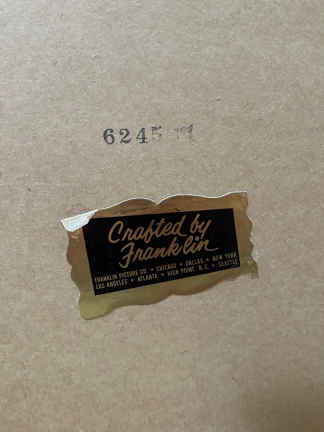 6245
Crafted by
Franklin
FRANKLIN PICTURE CO. • CHICAGO • DALLAS • NEW YORK
LOS ANGELES • ATLANTA • HIGH POINT, N.C. • SEATTLE